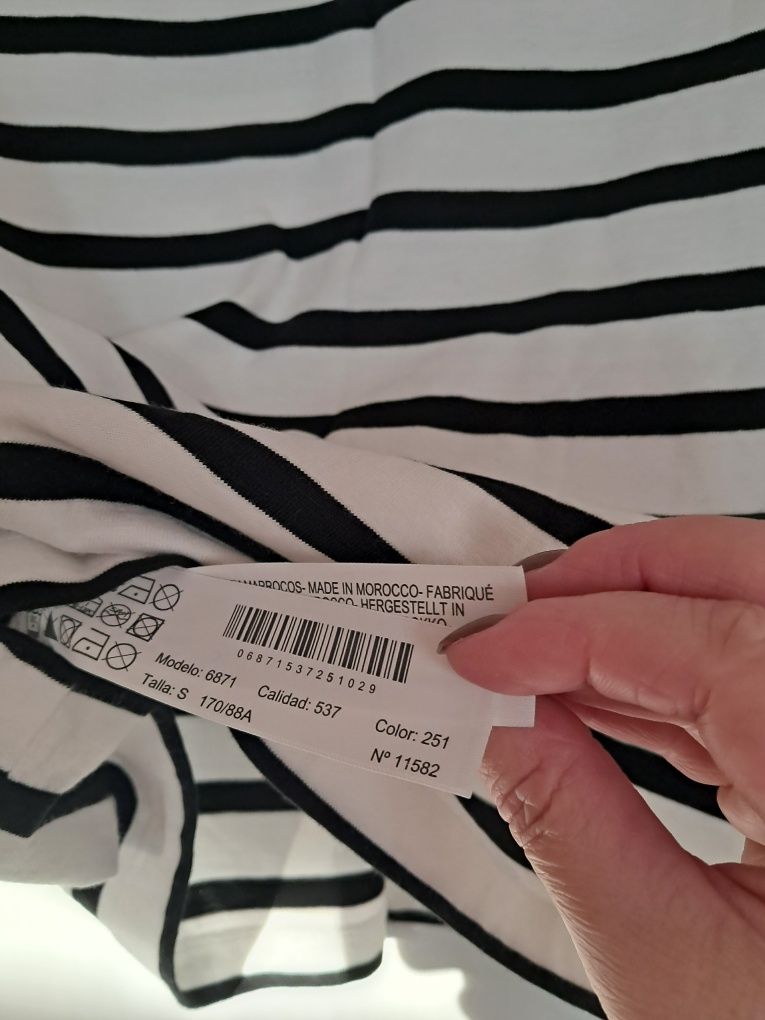 MARROCOS- MADE IN MOROCCO- FABRIQUÉ
HERGESTELLT IN
06871537251029
Modelo: 6871 Calidad: 537 Color: 251
Talla: S 170/88A Nº 11582